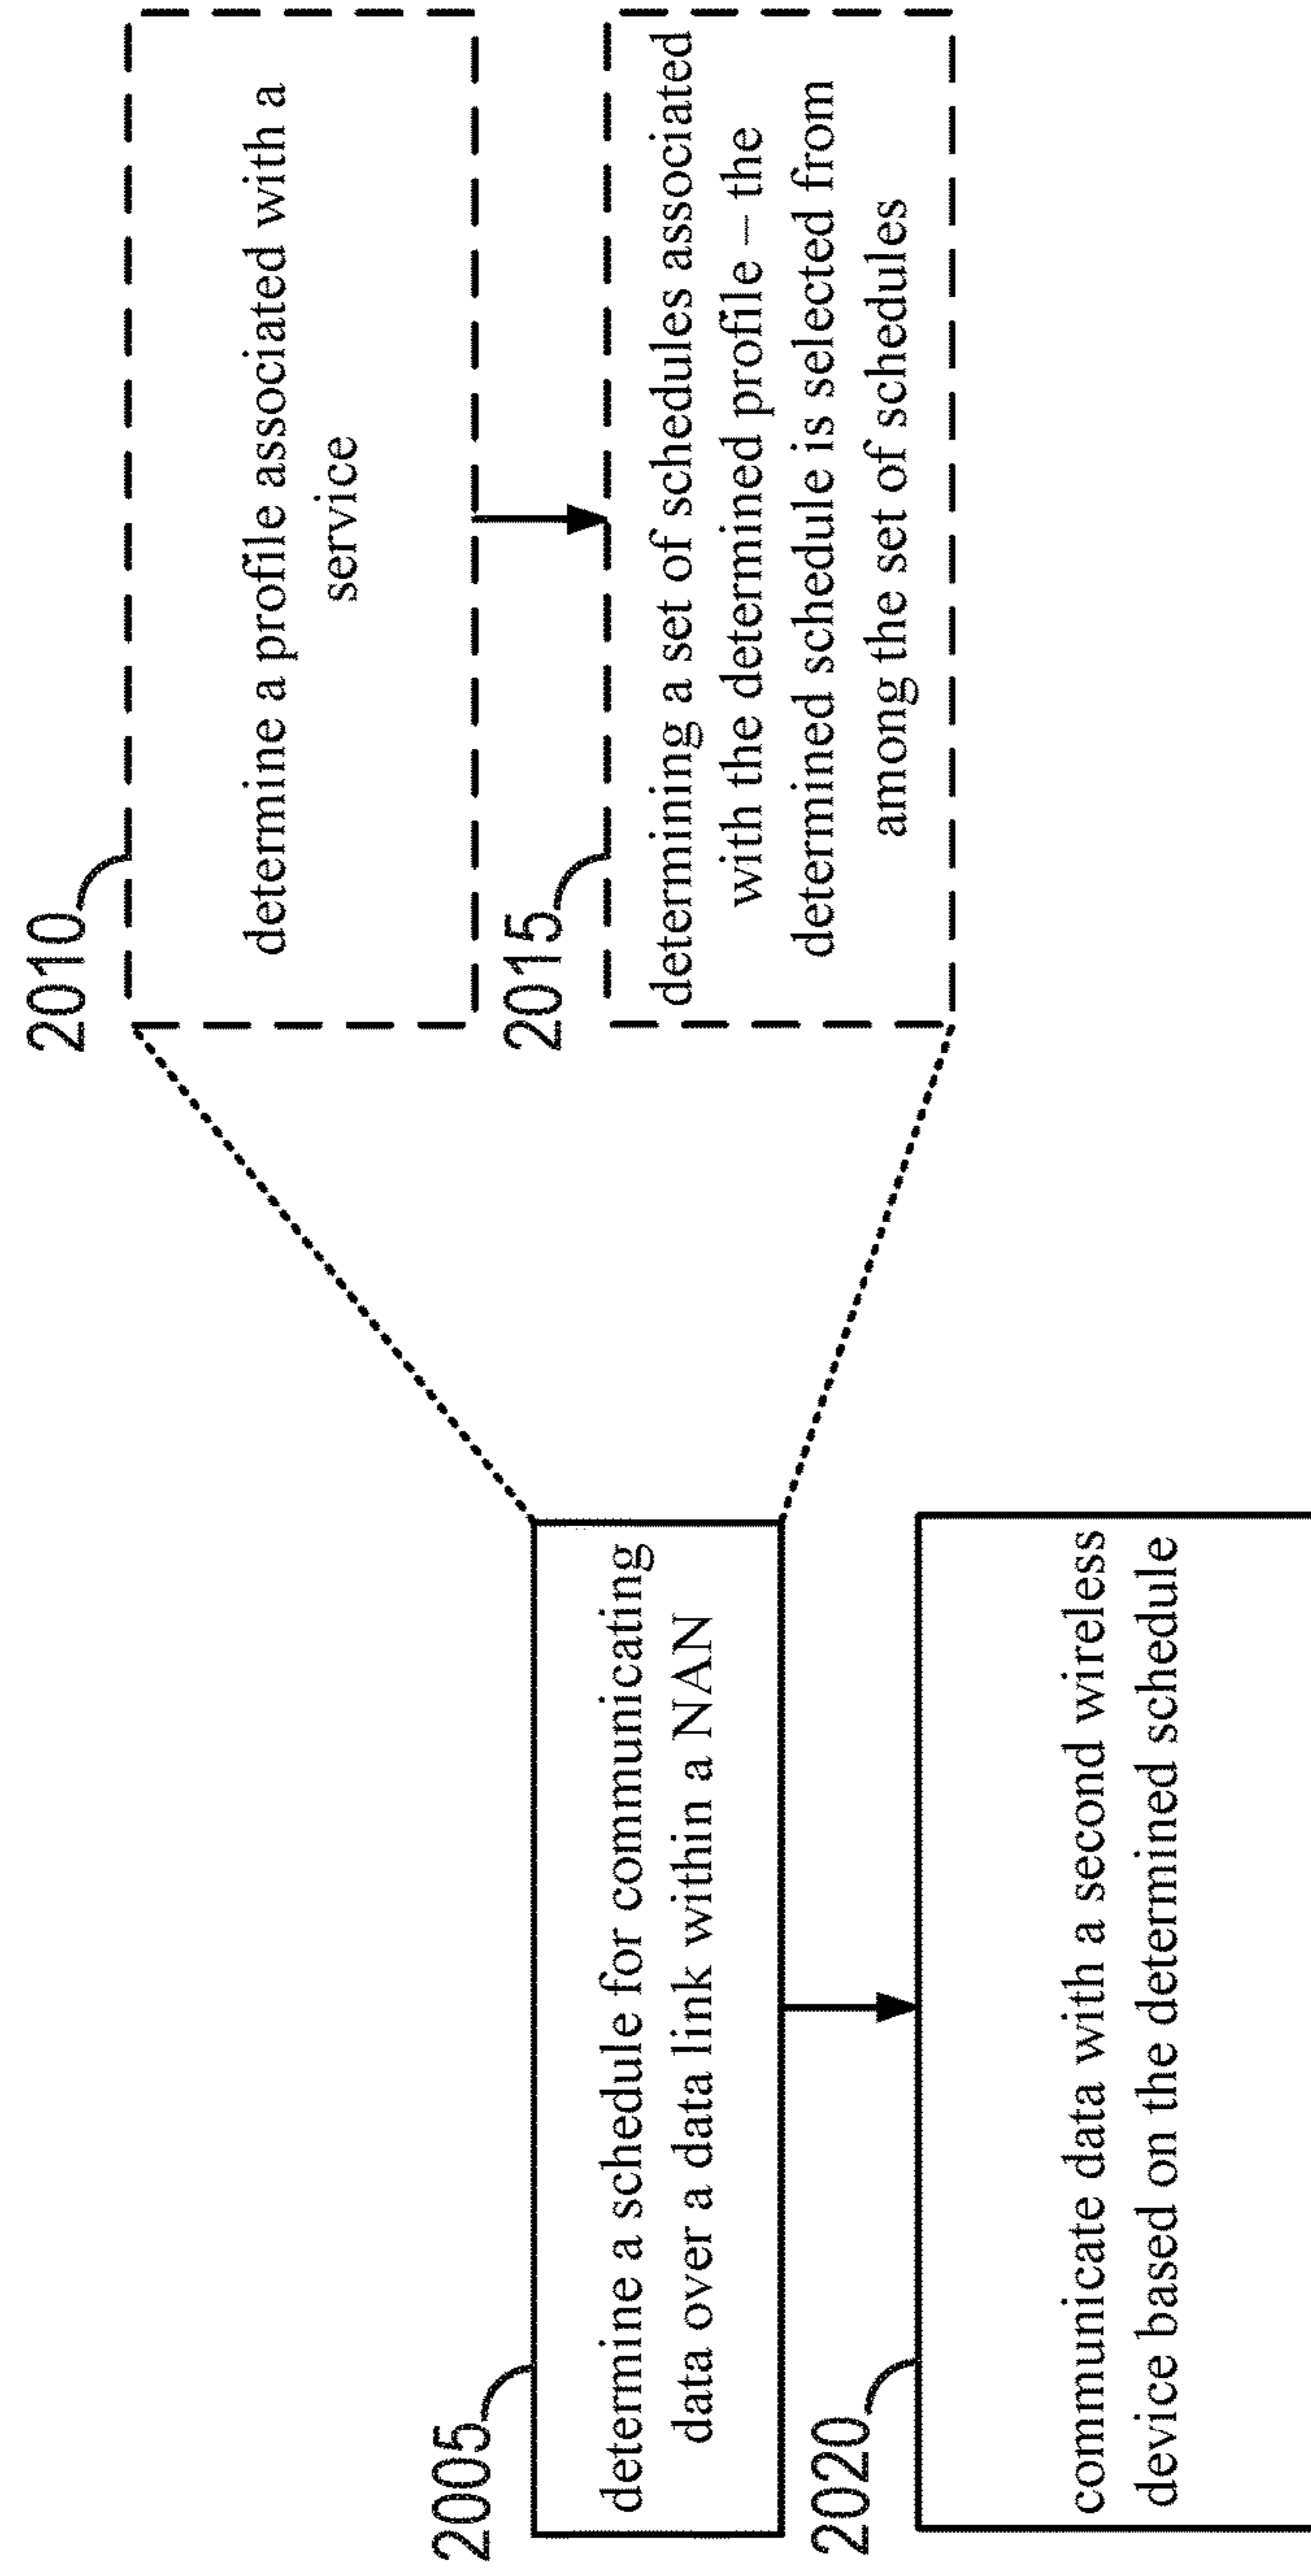 2005
determine a schedule for communicating
data over a data link within a NAN
2010
determine a profile associated with a
service
2015
determining a set of schedules associated
with the determined profile – the
determined schedule is selected from
among the set of schedules
2020
communicate data with a second wireless
device based on the determined schedule